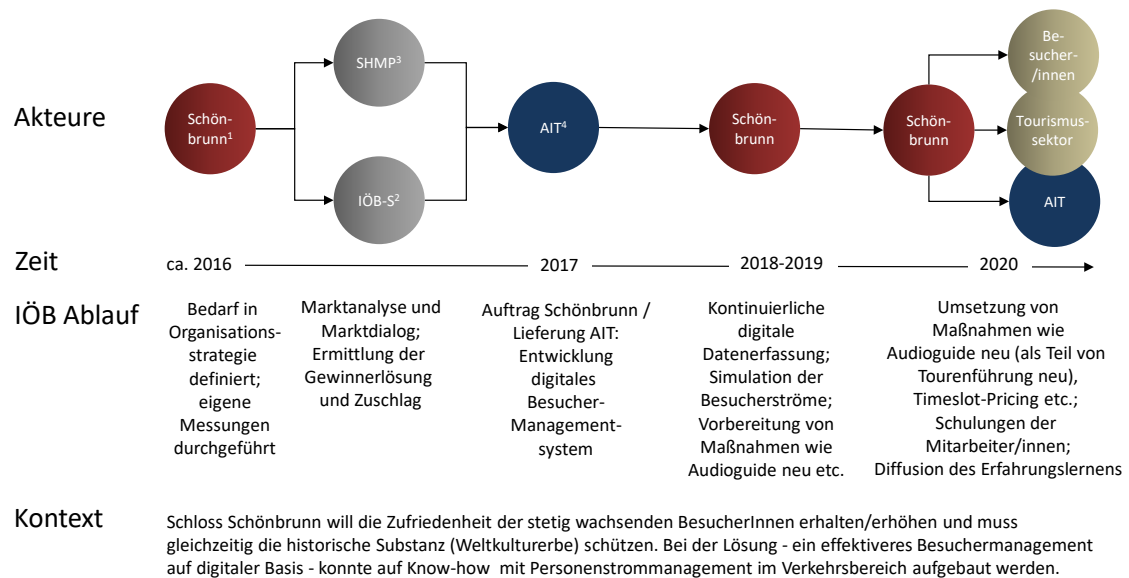 Akteure
Schön-
brunn1
SHMP3
IÖB-S2
AIT4
Schön-
brunn
Schön-
brunn
Be-
sucher-
/innen
Tourismus-
sektor
AIT
Zeit
ca. 2016
2017
2018-2019
2020
IÖB Ablauf
Bedarf in
Organisations-
strategie
definiert;
eigene
Messungen
durchgeführt
Marktanalyse und
Marktdialog;
Ermittlung der
Gewinnerlösung
und Zuschlag
Auftrag Schönbrunn /
Lieferung AIT:
Entwicklung
digitales
Besucher-
Management-
system
Kontinuierliche
digitale
Datenerfassung;
Simulation der
Besucherströme;
Vorbereitung von
Maßnahmen wie
Audioguide neu etc.
Umsetzung von
Maßnahmen wie
Audioguide neu (als Teil von
Tourenführung neu),
Timeslot-Pricing etc.;
Schulungen der
Mitarbeiter/innen;
Diffusion des Erfahrungslernens
Kontext
Schloss Schönbrunn will die Zufriedenheit der stetig wachsenden BesucherInnen erhalten/erhöhen und muss
gleichzeitig die historische Substanz (Weltkulturerbe) schützen. Bei der Lösung - ein effektiveres Besuchermanagement
auf digitaler Basis - konnte auf Know-how mit Personenstrommanagement im Verkehrsbereich aufgebaut werden.